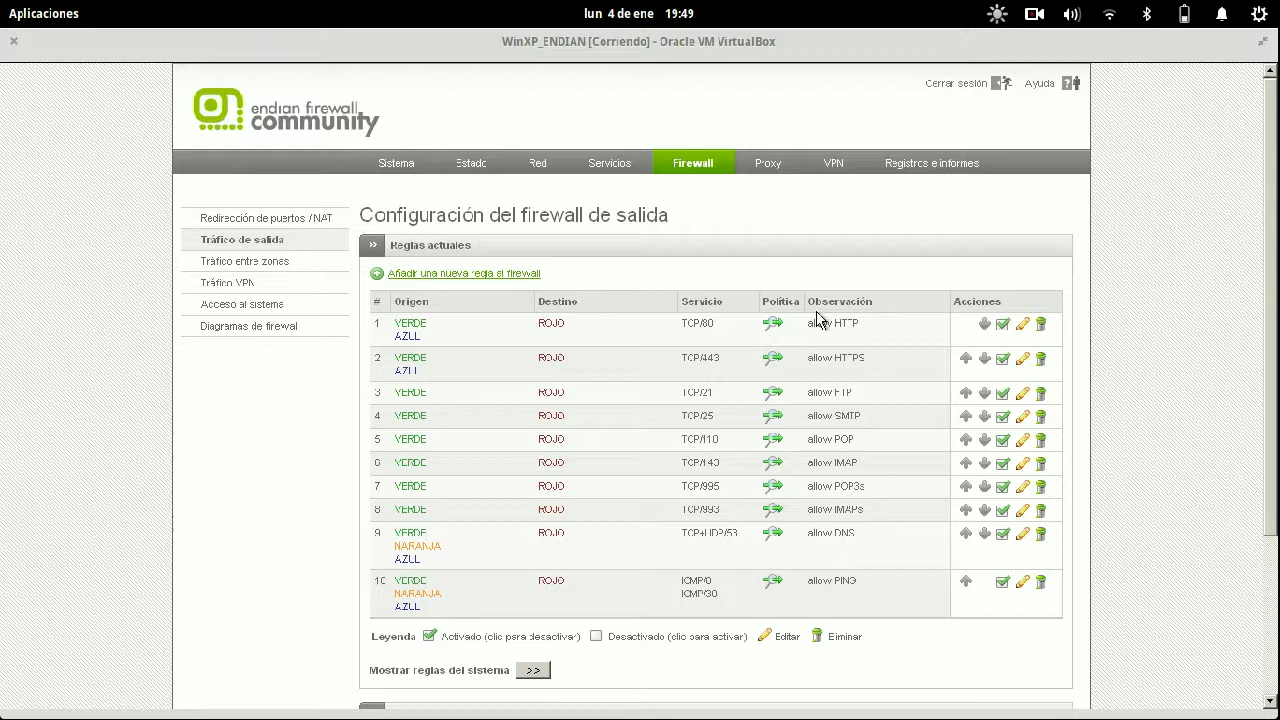 Aplicaciones
lun 4 de ene 19:49
WinXP_ENDIAN [Corriendo] - Oracle VM VirtualBox
Cerrar sesión
Ayuda
endian firewall
community
Sistema Estado Red Servicios Firewall Proxy VPN Registros e informes
Redirección de puertos / NAT
Tráfico de salida
Tráfico entre zonas
Tráfico VPN
Acceso al sistema
Diagramas de firewall
Configuración del firewall de salida
>> Reglas actuales
Añadir una nueva regla al firewall
# Origen Destino Servicio Política Observación Acciones
1 VERDE ROJO TCP/80 allow HTTP
AZUL
2 VERDE ROJO TCP/443 allow HTTPS
AZUL
3 VERDE ROJO TCP/21 allow FTP
4 VERDE ROJO TCP/25 allow SMTP
5 VERDE ROJO TCP/110 allow POP
6 VERDE ROJO TCP/143 allow IMAP
7 VERDE ROJO TCP/995 allow POP3s
8 VERDE ROJO TCP/993 allow IMAPs
9 VERDE ROJO TCP+UDP/53 allow DNS
NARANJA
AZUL
10 VERDE ROJO ICMP/8 allow PING
NARANJA ICMP/30
AZUL
Leyenda Activado (clic para desactivar) Desactivado (clic para activar) Editar Eliminar
Mostrar reglas del sistema >>